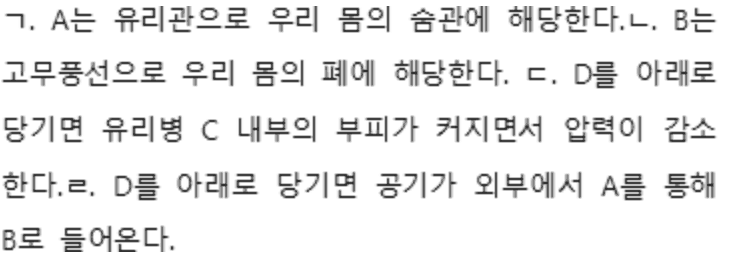 ㄱ. A는 유리관으로 우리 몸의 숨관에 해당한다.ㄴ. B는
고무풍선으로 우리 몸의 폐에 해당한다. ㄷ. D를 아래로
당기면 유리병 C 내부의 부피가 커지면서 압력이 감소
한다.ㄹ. D를 아래로 당기면 공기가 외부에서 A를 통해
B로 들어온다.